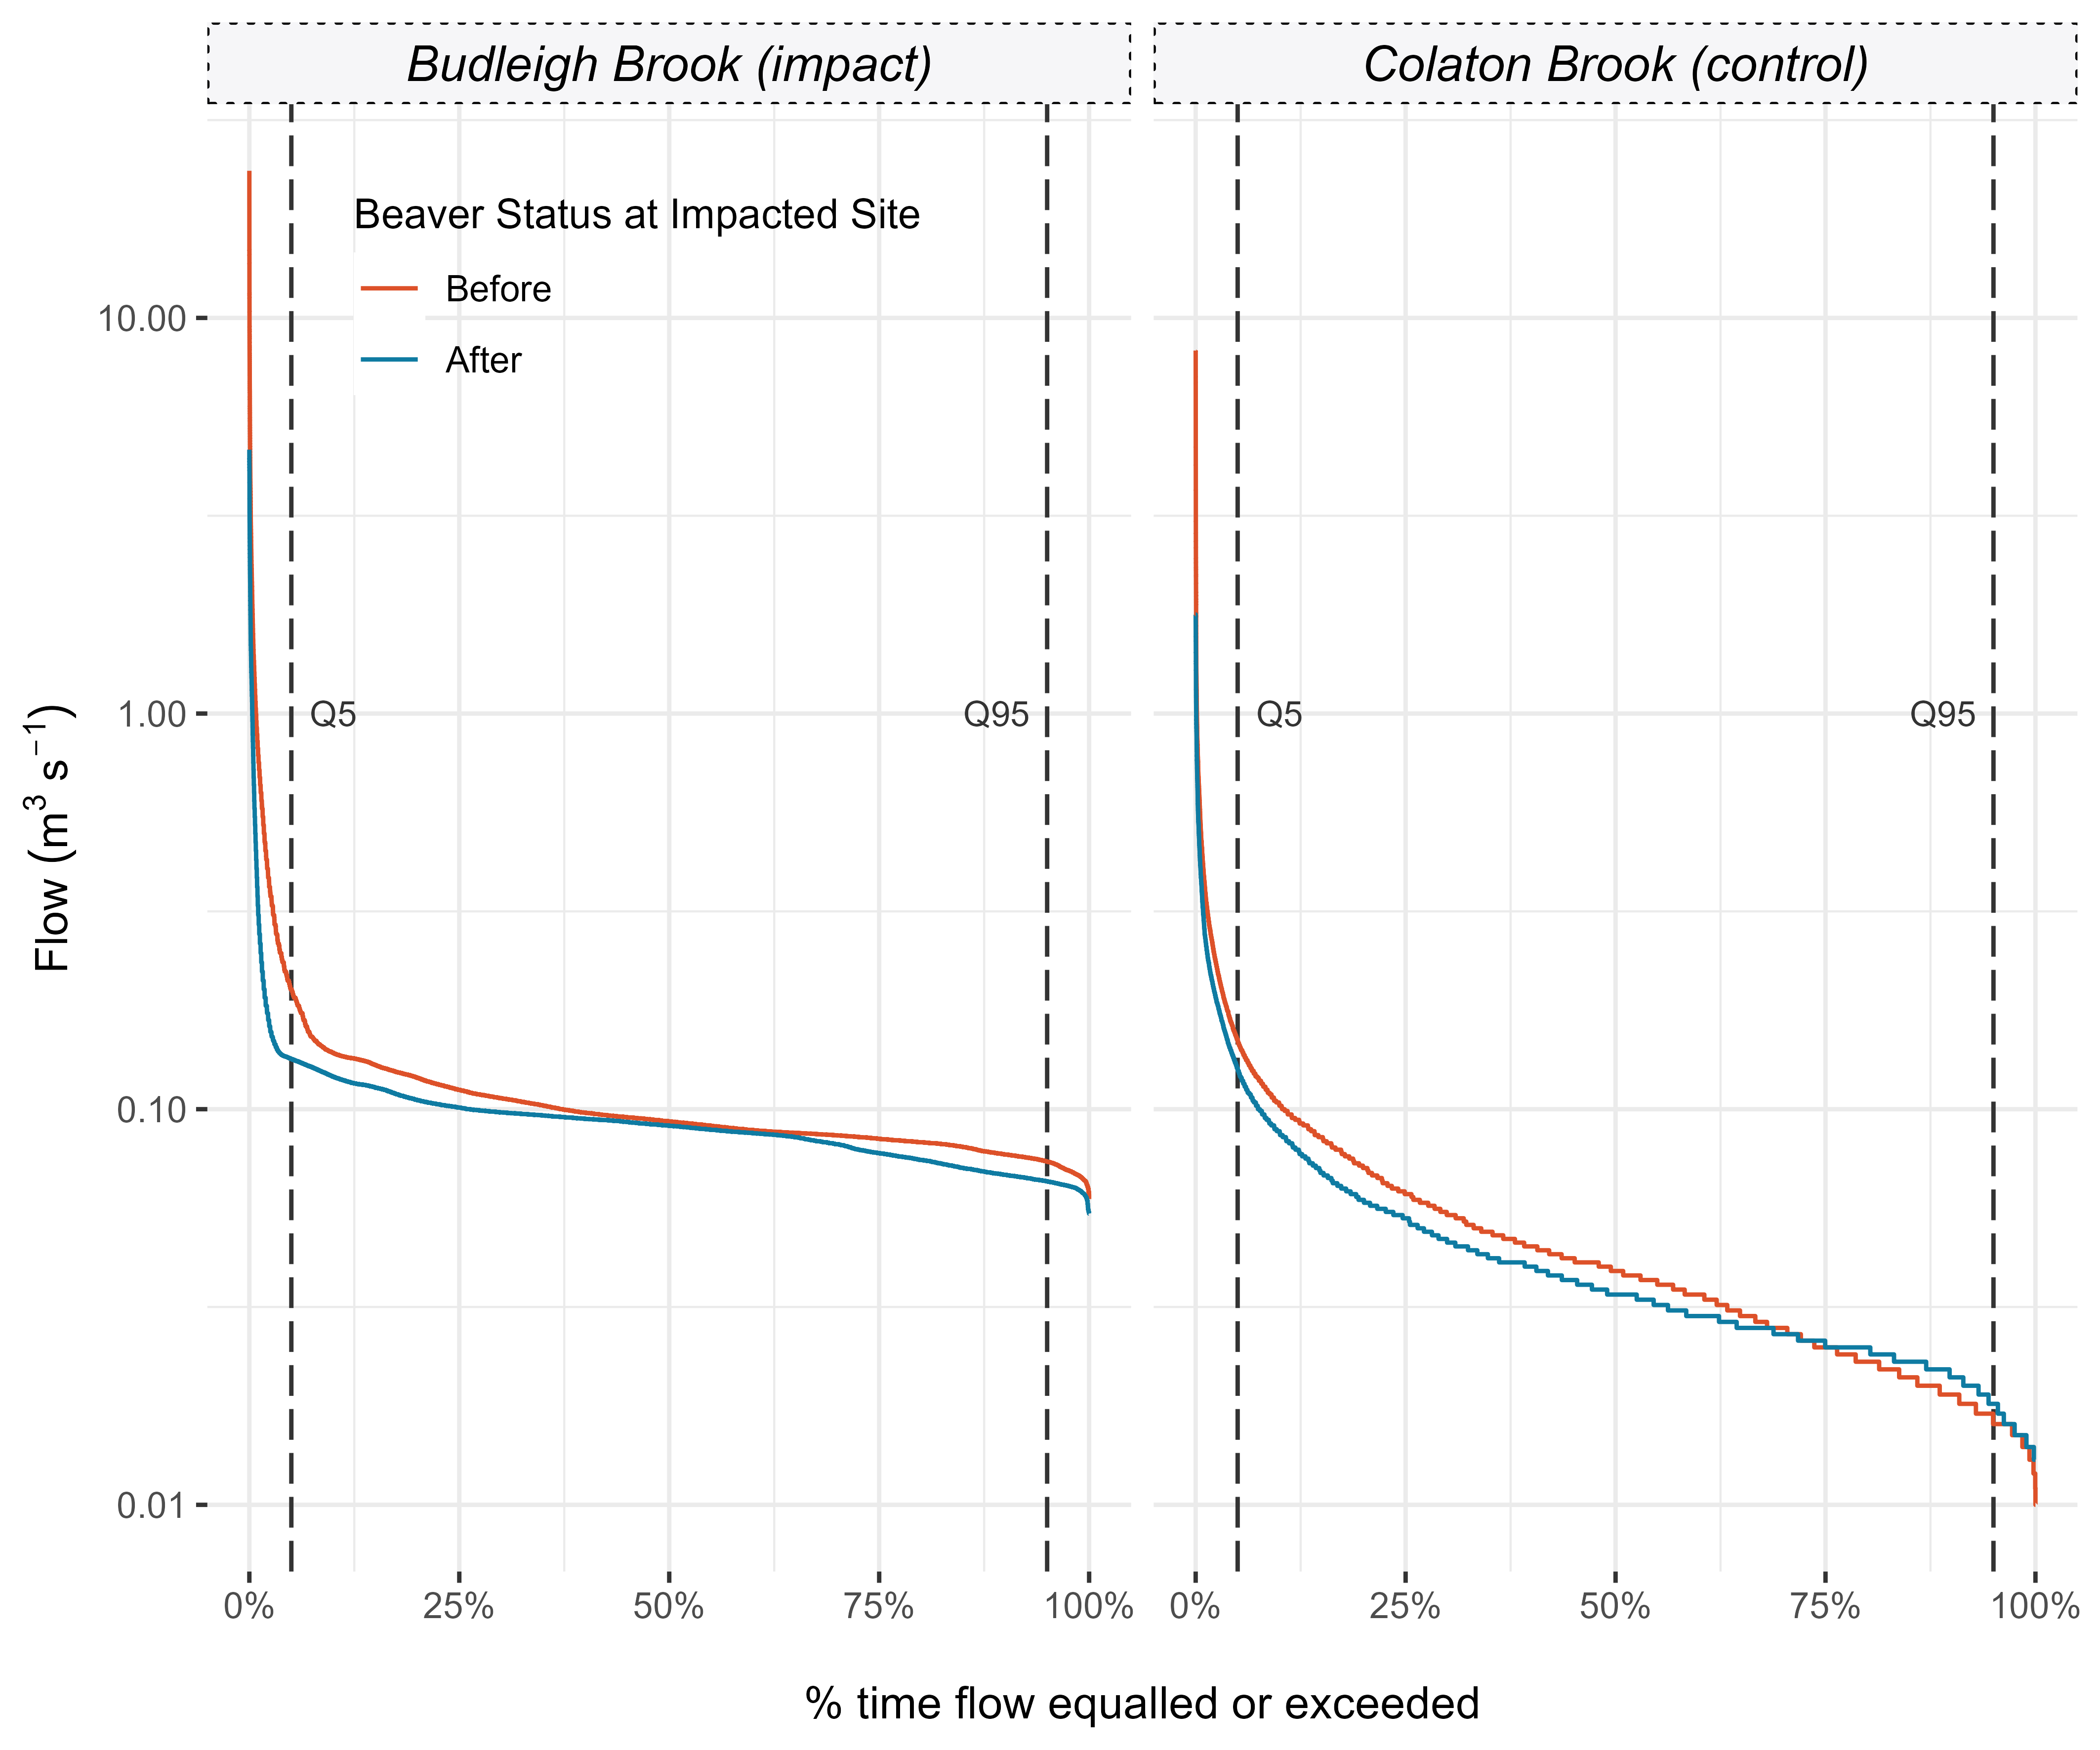 Budleigh Brook (impact)
Colaton Brook (control)
Beaver Status at Impacted Site
Before
After
10.00
1.00
0.10
0.01
Flow (m³ s⁻¹)
Q5
Q95
Q5
Q95
0% 25% 50% 75% 100%
0% 25% 50% 75% 100%
% time flow equalled or exceeded